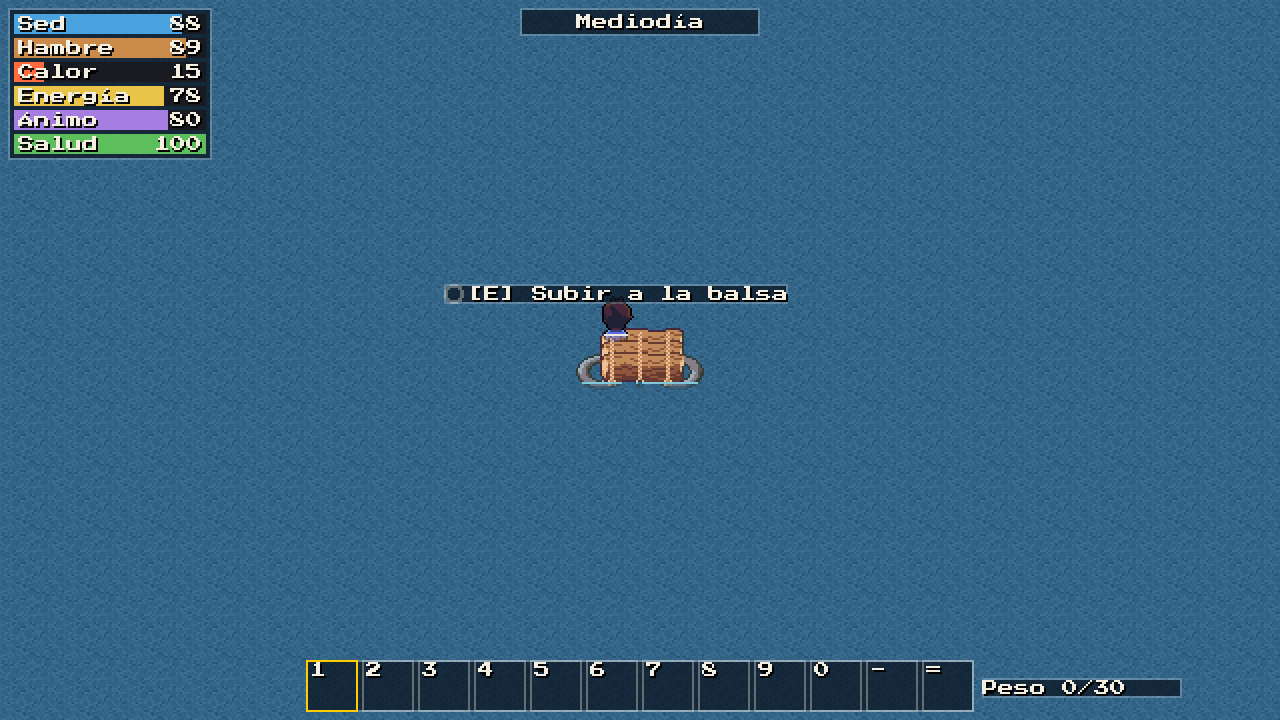 Sed 88
Hambre 89
Calor 15
Energía 78
Ánimo 80
Salud 100
Mediodía
[E] Subir a la balsa
1 2 3 4 5 6 7 8 9 0 - =
Peso 0/30